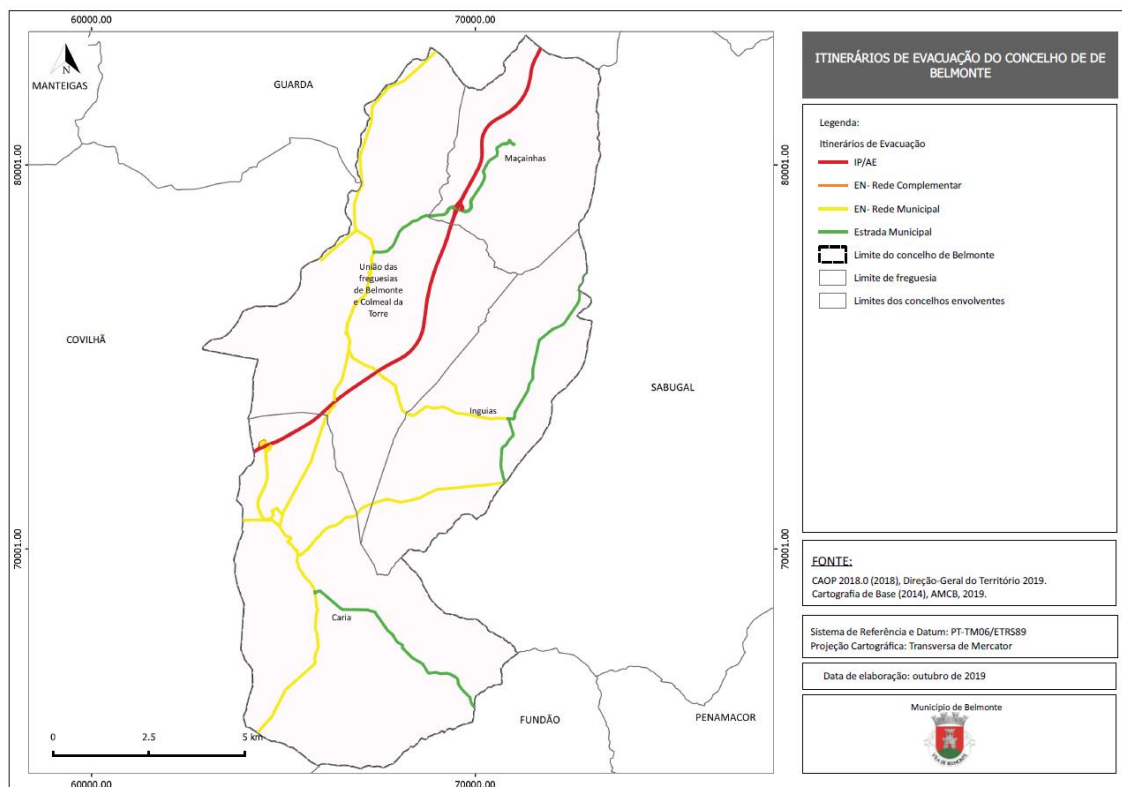 60000.00
70000.00
80001.00
80001.00
70001.00
70001.00
60000.00
70000.00
N
MANTEIGAS
GUARDA
Maçainhas
União das
freguesias
de Belmonte
e Colmeal da
Torre
COVILHÃ
SABUGAL
Inguias
Caria
FUNDÃO
PENAMACOR
0
2.5
5 km
ITINERÁRIOS DE EVACUAÇÃO DO CONCELHO DE DE
BELMONTE
Legenda:
Itinerários de Evacuação
IP/AE
EN- Rede Complementar
EN- Rede Municipal
Estrada Municipal
Limite do concelho de Belmonte
Limite de freguesia
Limites dos concelhos envolventes
FONTE:
CAOP 2018.0 (2018), Direção-Geral do Território 2019.
Cartografia de Base (2014), AMCB, 2019.
Sistema de Referência e Datum: PT-TM06/ETRS89
Projeção Cartográfica: Transversa de Mercator
Data de elaboração: outubro de 2019
Município de Belmonte
VILA DE BELMONTE